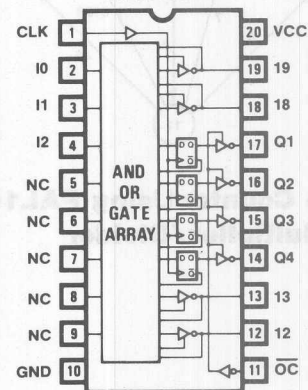 CLK 1 20 VCC
I0 2 19 19
I1 3 18 18
I2 4 17 Q1
NC 5 16 Q2
NC 6 15 Q3
NC 7 14 Q4
NC 8 13 13
NC 9 12 12
GND 10 11 OC
AND
OR
GATE
ARRAY